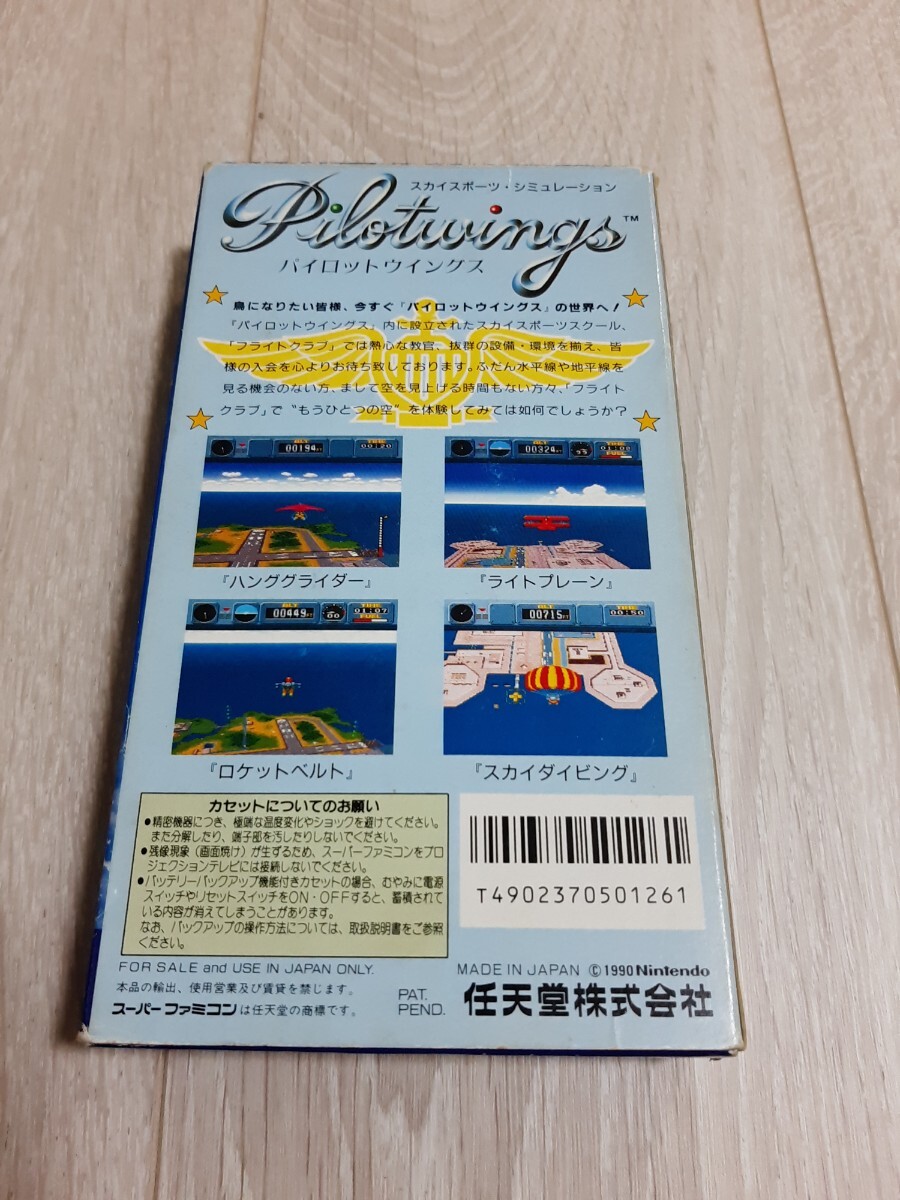 スカイスポーツ・シミュレーション
Pilotwings™
パイロットウイングス
鳥になりたい皆様、今すぐ『パイロットウイングス』の世界へ！
『パイロットウイングス』内に設立されたスカイスポーツスクール、
「フライトクラブ」では熱心な教官、抜群の設備・環境を揃え、皆
様の入会を心よりお待ち致しております。ふだん水平線や地平線を
見る機会のない方、まして空を見上げる時間もない方々、「フライト
クラブ」で“もうひとつの空”を体験してみては如何でしょうか？
ALT TIME
00194FT 00:20
ALT TIME
00324FT 01:08
FUEL
『ハンググライダー』
『ライトプレーン』
ALT TIME
00449FT 01:07
FUEL
ALT TIME
00715FT 00:50
『ロケットベルト』
『スカイダイビング』
カセットについてのお願い
●精密機器につき、極端な温度変化やショックを避けてください。
また分解したり、端子部を汚したりしないでください。
●残像現象（画面焼け）が生ずるため、スーパーファミコンをプロ
ジェクションテレビには接続しないでください。
●バッテリーバックアップ機能付きカセットの場合、むやみに電源
スイッチやリセットスイッチをON・OFFすると、蓄積されて
いる内容が消えてしまうことがあります。
なお、バックアップの操作方法については、取扱説明書をご参照
ください。
T4902370501261
FOR SALE and USE IN JAPAN ONLY.
本品の輸出、使用営業及び賃貸を禁じます。
スーパーファミコンは任天堂の商標です。
PAT.
PEND.
MADE IN JAPAN ©1990 Nintendo
任天堂株式会社